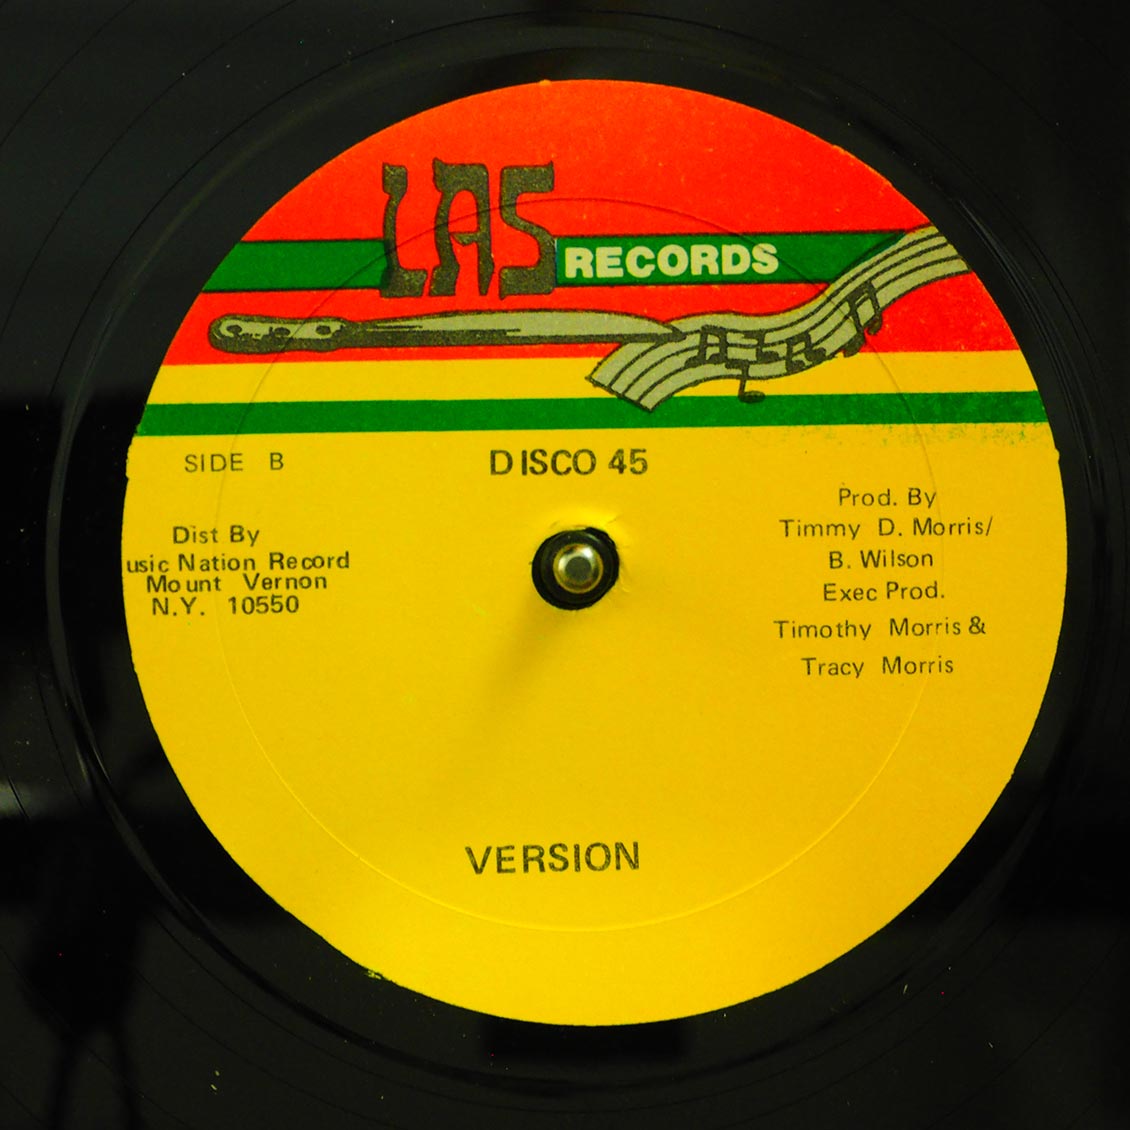 LAS
RECORDS
SIDE B
DISCO 45
Dist By
usic Nation Record
Mount Vernon
N.Y. 10550
Prod. By
Timmy D. Morris/
B. Wilson
Exec Prod.
Timothy Morris &
Tracy Morris
VERSION